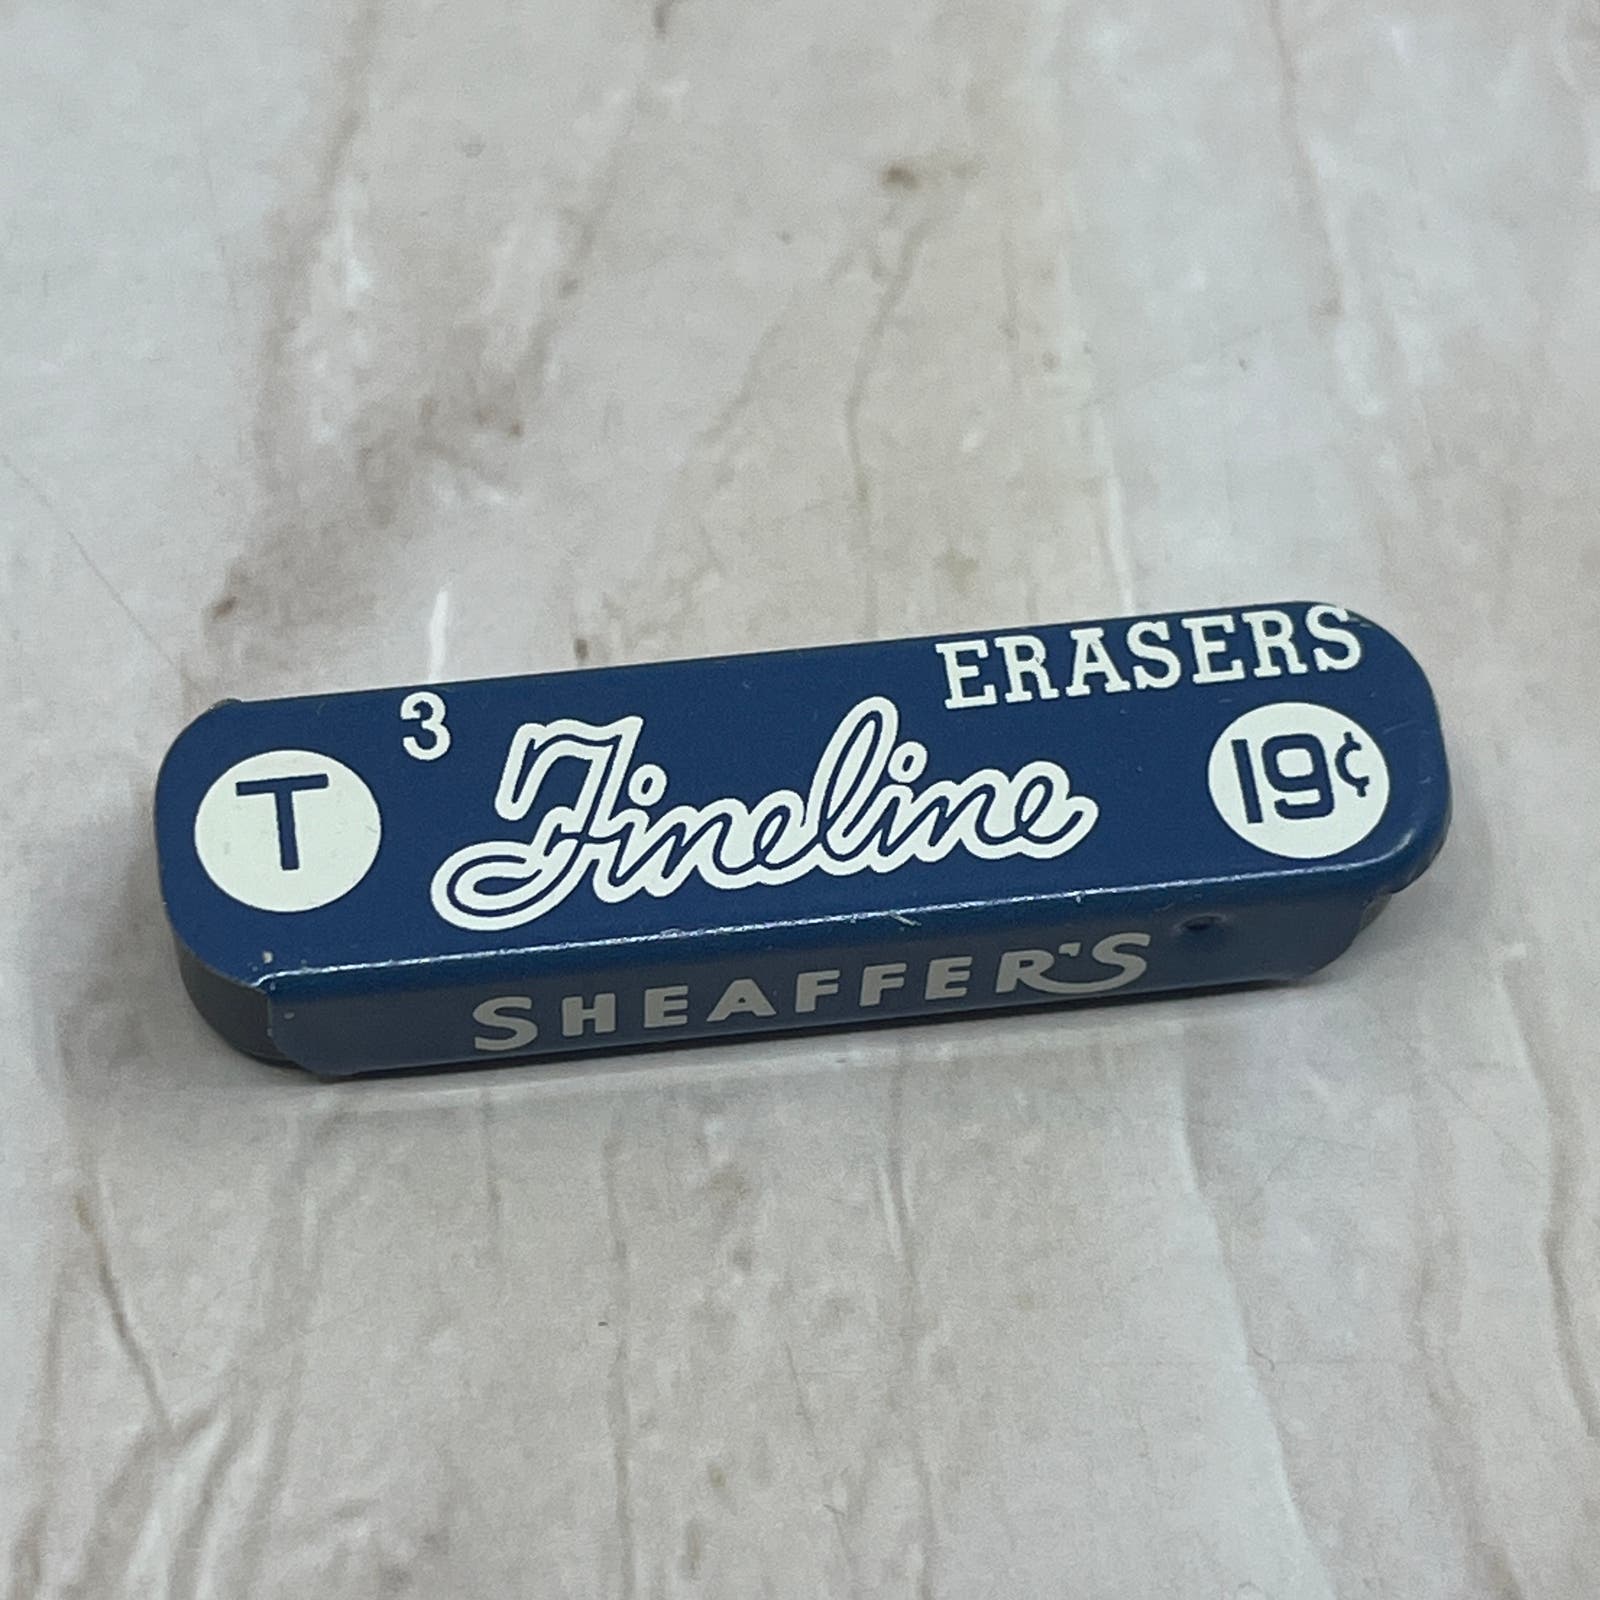 3 ERASERS
T Fineline 19¢
SHEAFFER'S